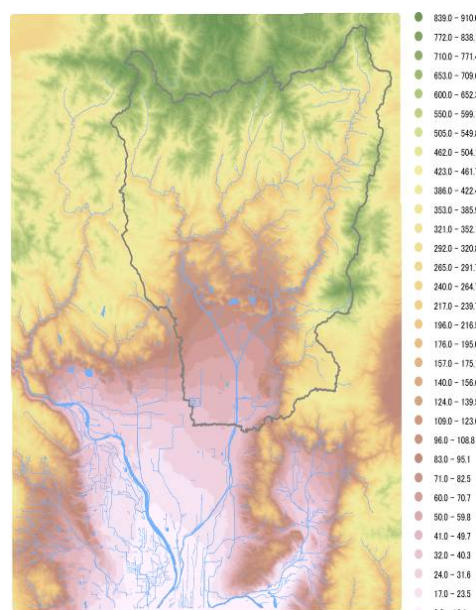 839.0 - 910.
772.0 - 838.
710.0 - 771.
653.0 - 709.
600.0 - 652.
550.0 - 599.
505.0 - 549.
462.0 - 504.
423.0 - 461.
386.0 - 422.
353.0 - 385.
321.0 - 352.
292.0 - 320.
265.0 - 291.
240.0 - 264.
217.0 - 239.
196.0 - 216.
176.0 - 195.
157.0 - 175.
140.0 - 156.
124.0 - 139.
109.0 - 123.
96.0 - 108.8
83.0 - 95.1
71.0 - 82.5
60.0 - 70.7
50.0 - 59.8
41.0 - 49.7
32.0 - 40.3
24.0 - 31.6
17.0 - 23.5